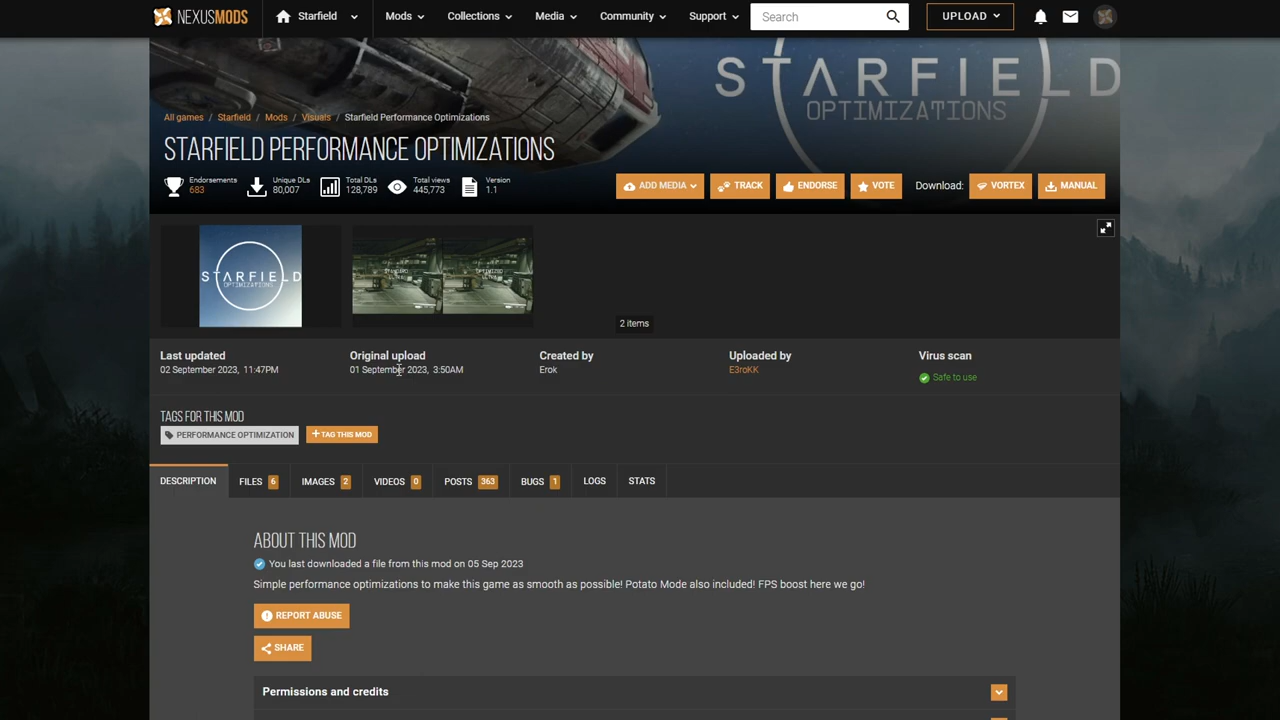 NEXUSMODS Starfield Mods Collections Media Community Support Search UPLOAD
STARFIELD
OPTIMIZATIONS
All games / Starfield / Mods / Visuals / Starfield Performance Optimizations
STARFIELD PERFORMANCE OPTIMIZATIONS
Endorsements Unique DLs Total DLs Total views Version
683 80,007 128,789 445,773 1.1
ADD MEDIA TRACK ENDORSE VOTE Download: VORTEX MANUAL
STARFIELD
OPTIMIZATIONS
2 items
Last updated Original upload Created by Uploaded by Virus scan
02 September 2023, 11:47PM 01 September 2023, 3:50AM Erok E3roKK Safe to use
TAGS FOR THIS MOD
PERFORMANCE OPTIMIZATION + TAG THIS MOD
DESCRIPTION FILES 6 IMAGES 2 VIDEOS 0 POSTS 363 BUGS 1 LOGS STATS
ABOUT THIS MOD
You last downloaded a file from this mod on 05 Sep 2023
Simple performance optimizations to make this game as smooth as possible! Potato Mode also included! FPS boost here we go!
REPORT ABUSE
SHARE
Permissions and credits